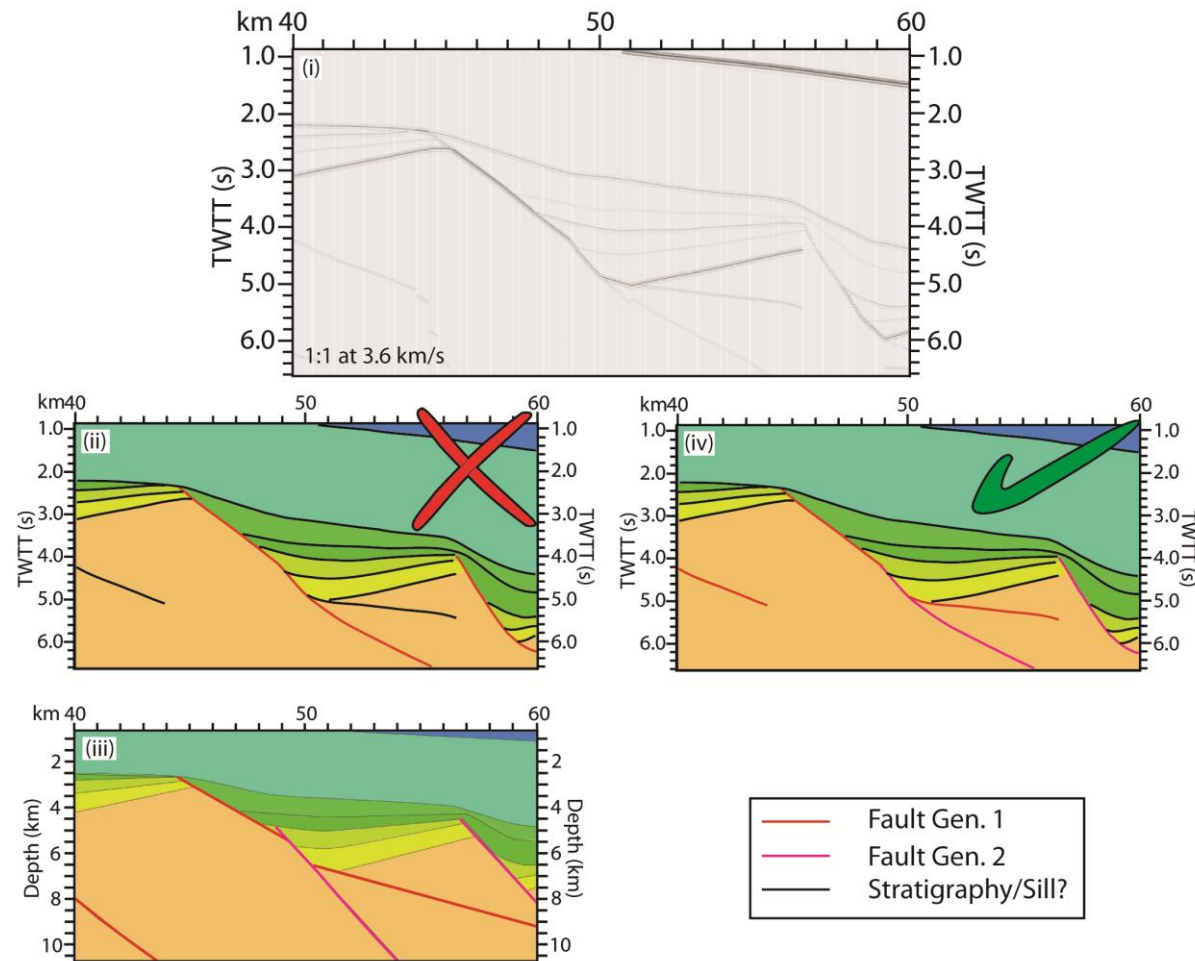 km 40 50 60
(i)
1.0 1.0
2.0 2.0
3.0 3.0
4.0 4.0
5.0 5.0
6.0 6.0
TWTT (s)
TWTT (s)
1:1 at 3.6 km/s
km40 50 60
(ii)
1.0 1.0
2.0 2.0
3.0 3.0
4.0 4.0
5.0 5.0
6.0 6.0
TWTT (s)
TWTT (s)
km40 50 60
(iv)
1.0 1.0
2.0 2.0
3.0 3.0
4.0 4.0
5.0 5.0
6.0 6.0
TWTT (s)
TWTT (s)
km 40 50 60
(iii)
2 2
4 4
6 6
8 8
10 10
Depth (km)
Depth (km)
Fault Gen. 1
Fault Gen. 2
Stratigraphy/Sill?